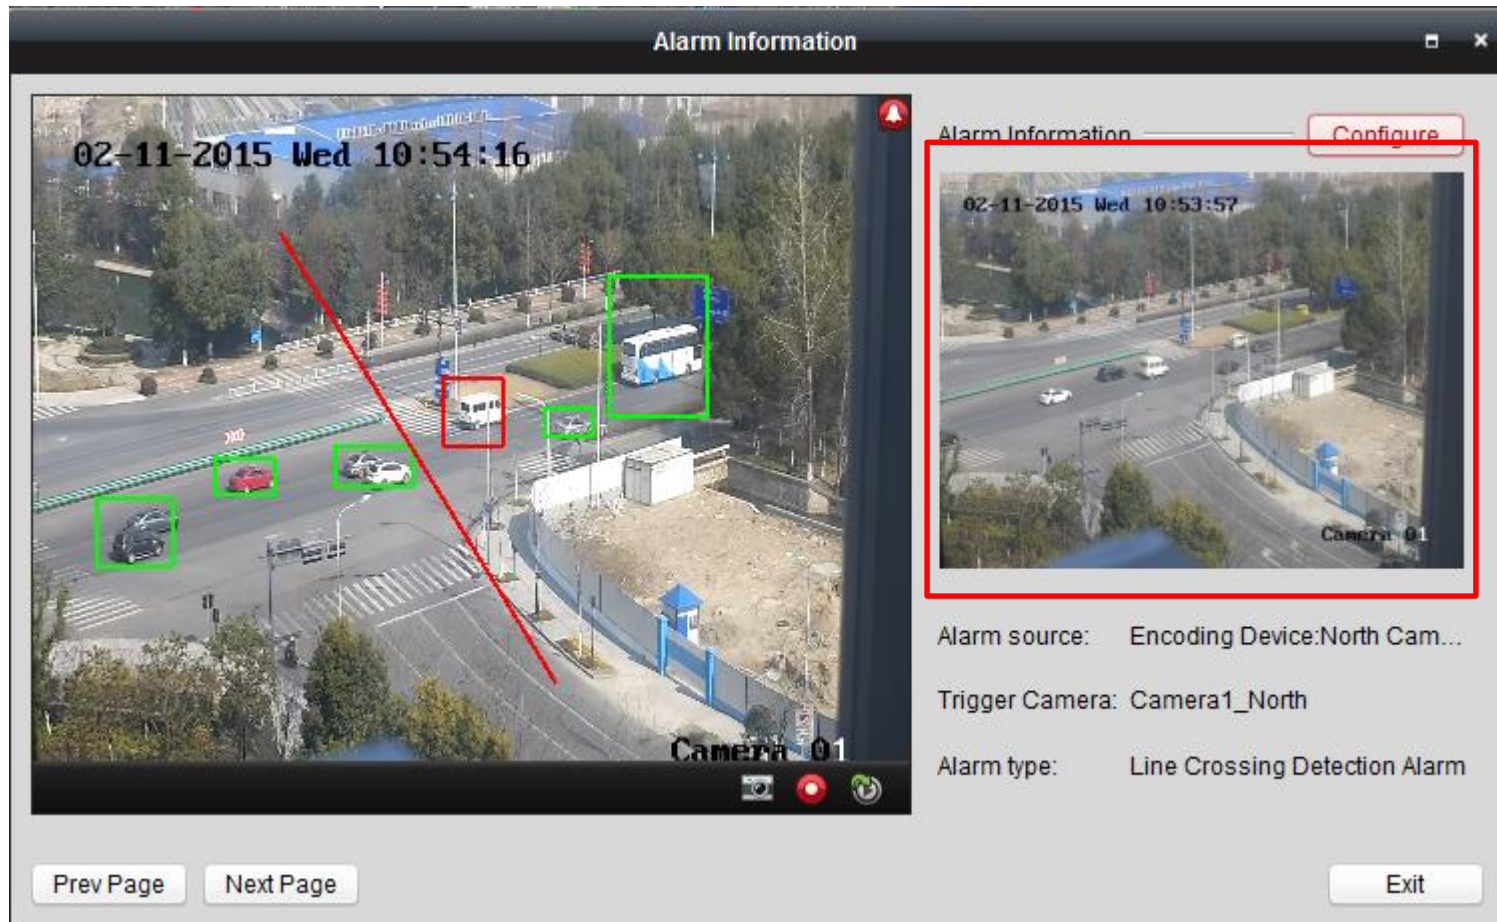 Alarm Information
02-11-2015 Wed 10:54:16
Camera 01
Alarm Information
Configure
02-11-2015 Wed 10:53:57
Camera 01
Alarm source: Encoding Device:North Cam...
Trigger Camera: Camera1_North
Alarm type: Line Crossing Detection Alarm
Prev Page
Next Page
Exit